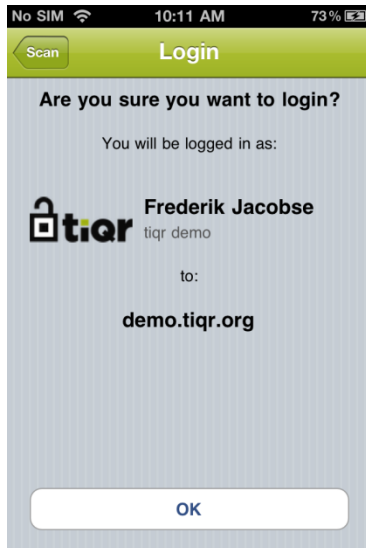 No SIM 10:11 AM 73%
Scan Login
Are you sure you want to login?
You will be logged in as:
tiqr Frederik Jacobse
tiqr demo
to:
demo.tiqr.org
OK